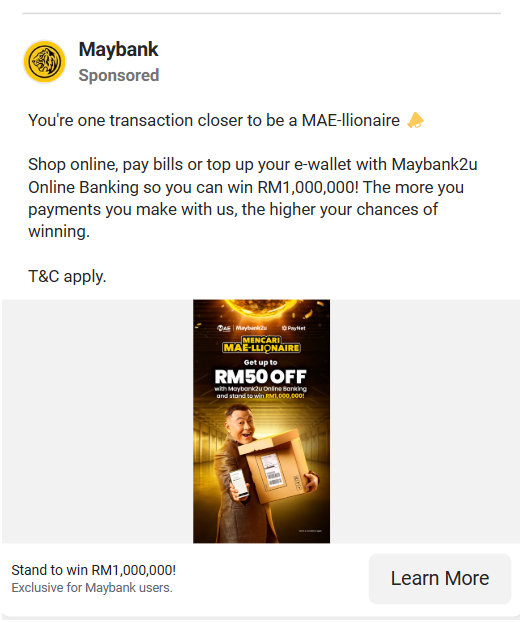 Maybank
Sponsored
You're one transaction closer to be a MAE-llionaire
Shop online, pay bills or top up your e-wallet with Maybank2u
Online Banking so you can win RM1,000,000! The more you
payments you make with us, the higher your chances of
winning.
T&C apply.
MAE | Maybank2u PayNet
MENCARI
MAE-LLIONAIRE
Get up to
RM50 OFF
with Maybank2u Online Banking
and stand to win RM1,000,000!
Stand to win RM1,000,000!
Exclusive for Maybank users.
Learn More